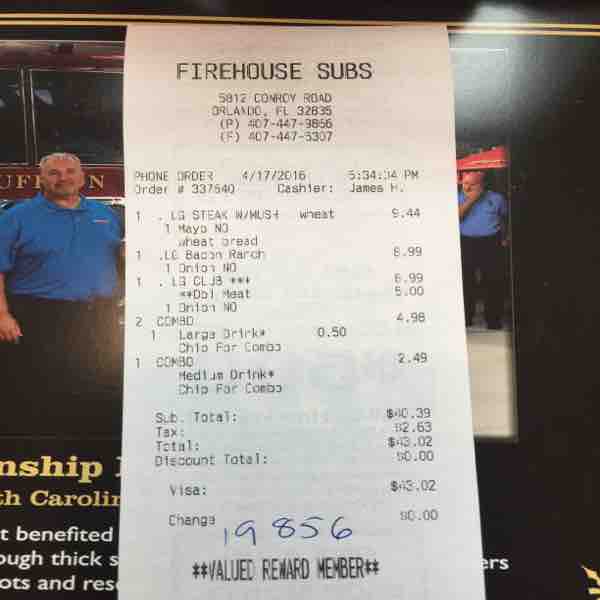 FIREHOUSE SUBS
5812 CONROY ROAD
ORLANDO, FL 32835
(P) 407-447-9856
(F) 407-447-5307
PHONE ORDER 4/17/2016 5:34:04 PM
Order # 337540 Cashier: James H.
1 . LG STEAK W/MUSH wheat 9.44
1 Mayo NO
wheat bread
1 .LG Bacon Ranch 8.99
1 Onion NO
1 . LG CLUB *** 8.99
**Dbl Meat 5.00
1 Onion NO
2 COMBO 4.98
1 Large Drink* 0.50
Chip For Combo
1 COMBO 2.49
Medium Drink*
Chip For Combo
Sub. Total: $40.39
Tax: $2.63
Total: $43.02
Discount Total: $0.00
Visa: $43.02
Change $0.00
19856
**VALUED REWARD MEMBER**
nship
th Carolin
t benefited
ough thick s
ers
ots and res